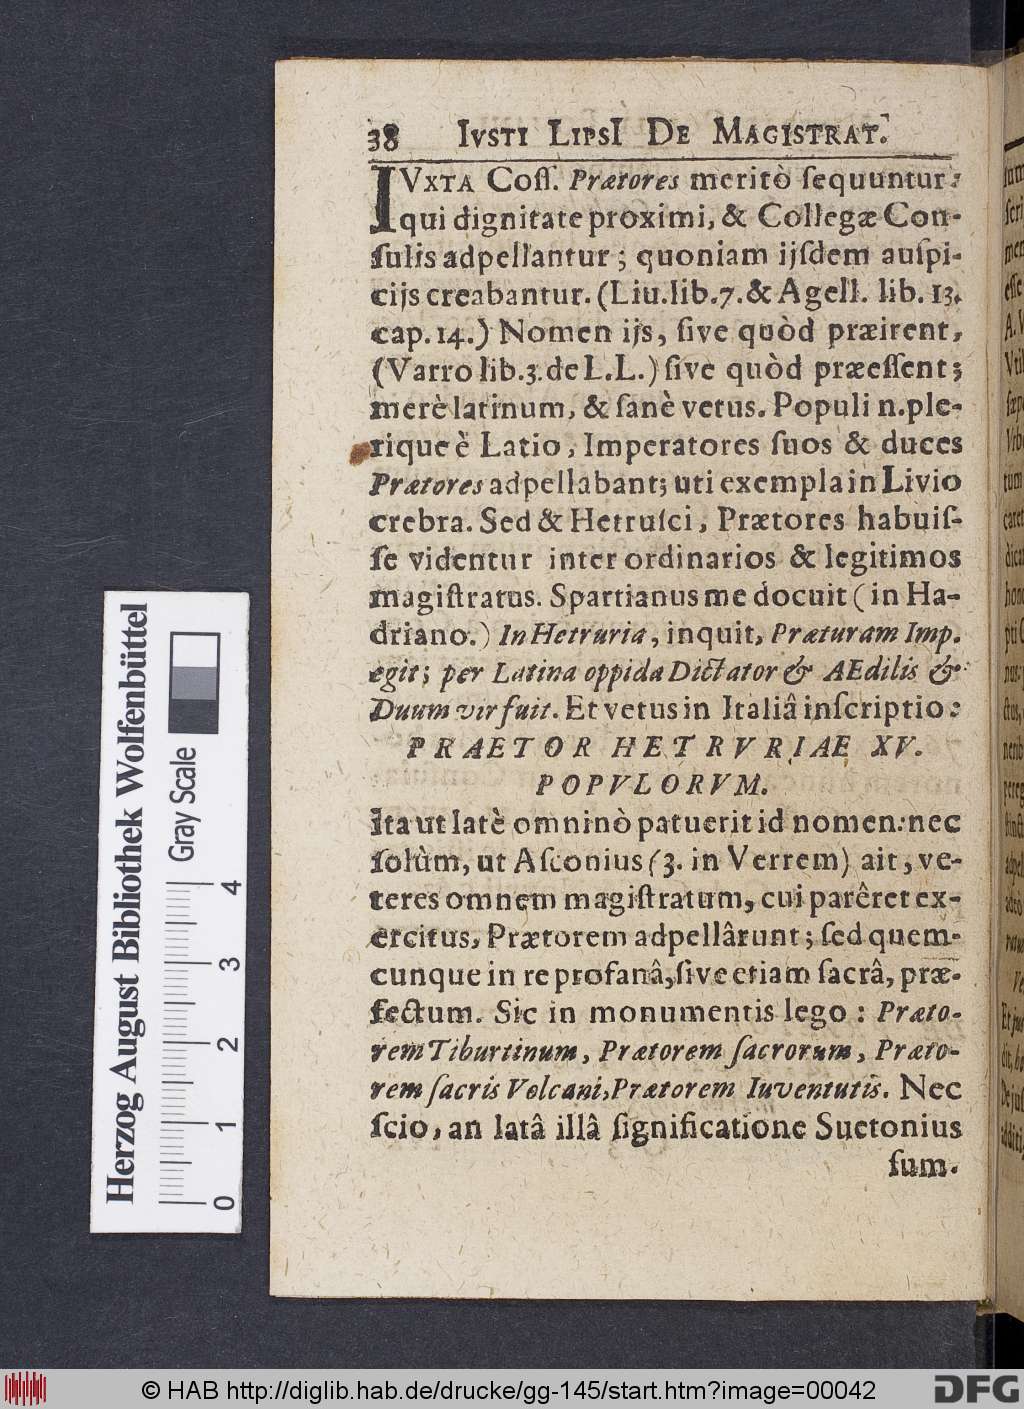 38 IVSTI LIPSI DE MAGISTRAT.
IVXTA Coſſ. Prætores meritò ſequuntur:
qui dignitate proximi, & Collegæ Con-
ſulis adpellantur; quoniam ijſdem auſpi-
cijs creabantur. (Liu. lib. 7. & Agell. lib. 13.
cap. 14.) Nomen ijs, ſive quòd præirent,
(Varro lib. 3. de L. L.) ſive quòd præeſſent;
merè latinum, & ſanè vetus. Populi n. ple-
rique è Latio, Imperatores ſuos & duces
Prætores adpellabant; uti exempla in Livio
crebra. Sed & Hetruſci, Prætores habuiſ-
ſe videntur inter ordinarios & legitimos
magiſtratus. Spartianus me docuit (in Ha-
driano.) In Hetruria, inquit, Præturam Imp.
egit; per Latina oppida Dictator & AEdilis &
Duumvir fuit. Et vetus in Italiâ inſcriptio:
PRAETOR HETRVRIAE XV.
POPVLORVM.
Ita ut latè omninò patuerit id nomen: nec
ſolùm, ut Aſconius (3. in Verrem) ait, ve-
teres omnem magiſtratum, cui parêret ex-
ercitus, Prætorem adpellârunt; ſed quem-
cunque in re profanâ, ſive etiam ſacrâ, præ-
fectum. Sic in monumentis lego: Præto-
rem Tiburtinum, Prætorem ſacrorum, Præto-
rem ſacris Volcani, Prætorem Iuventutis. Nec
ſcio, an latâ illâ ſignificatione Suetonius
ſum.
Herzog August Bibliothek Wolfenbüttel
Gray Scale
0 1 2 3 4
© HAB http://diglib.hab.de/drucke/gg-145/start.htm?image=00042
DFG